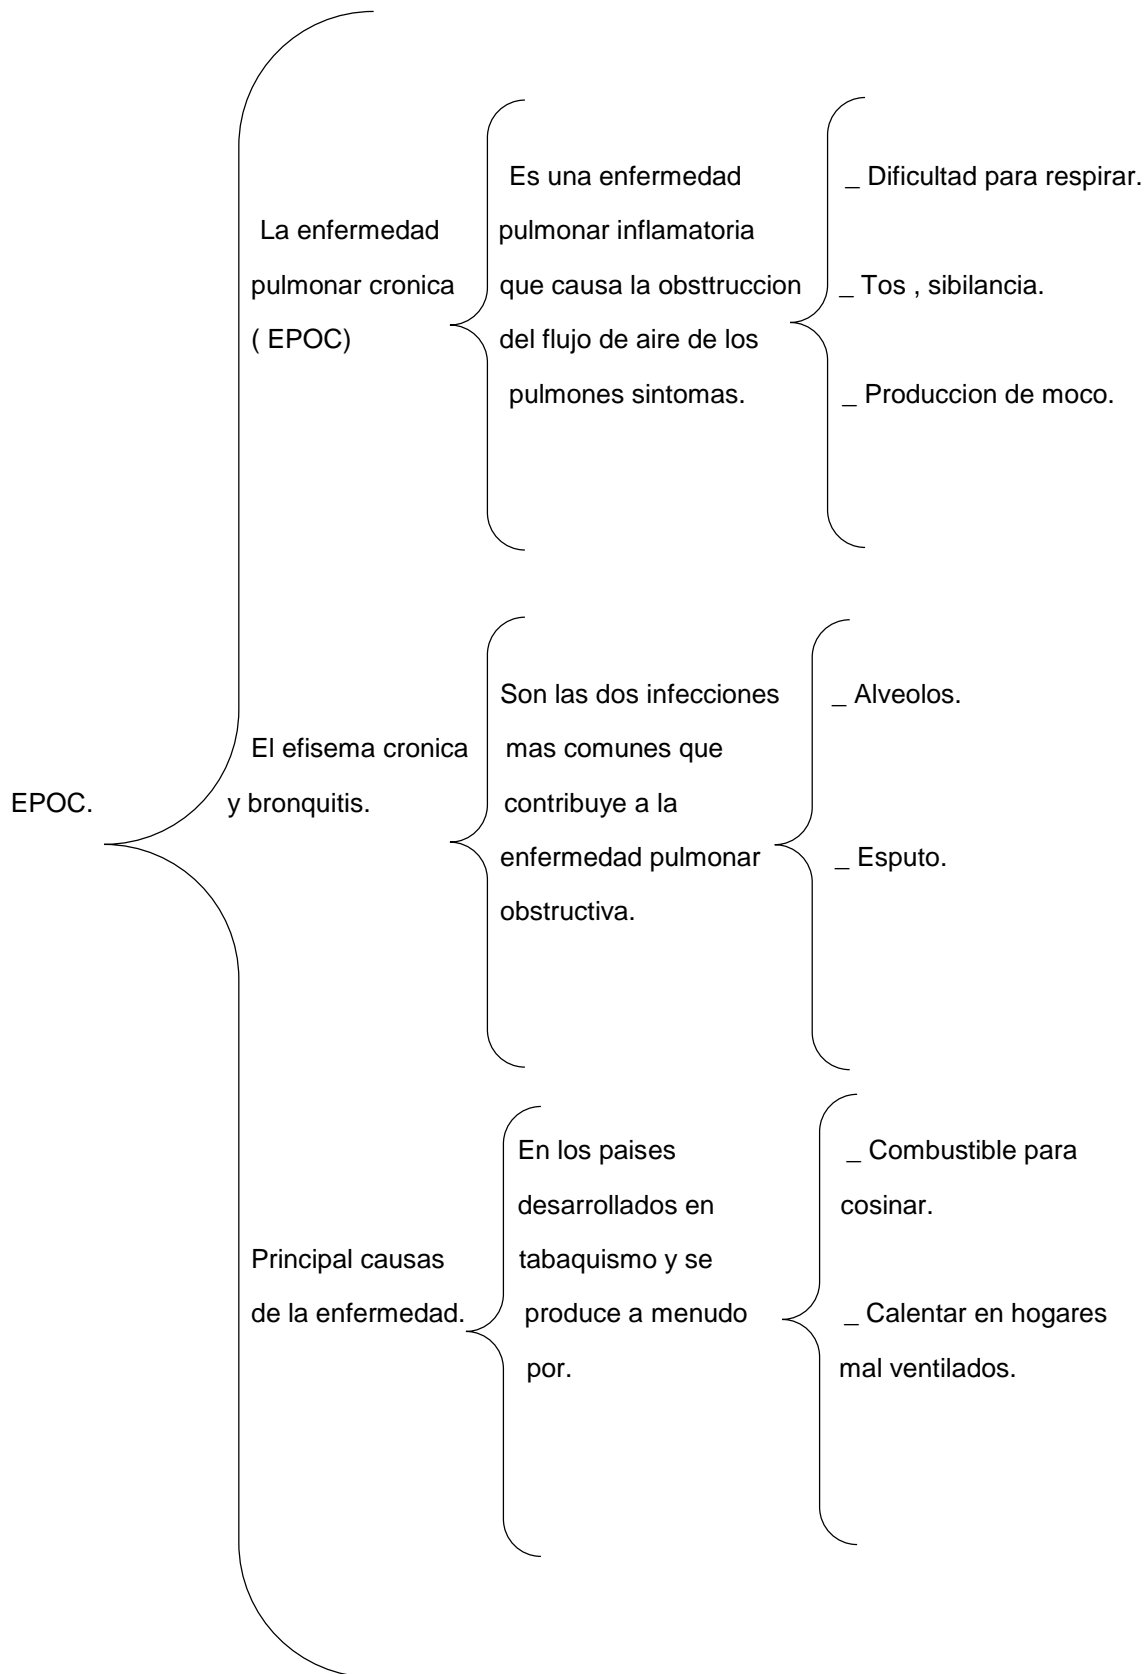 EPOC.
La enfermedad
pulmonar cronica
( EPOC)
Es una enfermedad
pulmonar inflamatoria
que causa la obsttruccion
del flujo de aire de los
pulmones sintomas.
_ Dificultad para respirar.
_ Tos , sibilancia.
_ Produccion de moco.
El efisema cronica
y bronquitis.
Son las dos infecciones
mas comunes que
contribuye a la
enfermedad pulmonar
obstructiva.
_ Alveolos.
_ Esputo.
Principal causas
de la enfermedad.
En los paises
desarrollados en
tabaquismo y se
produce a menudo
por.
_ Combustible para
cosinar.
_ Calentar en hogares
mal ventilados.